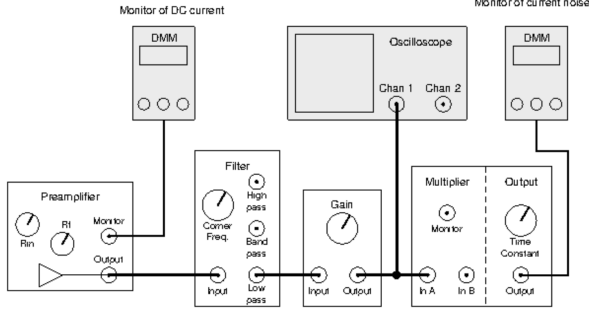 Monitor of DC current
Monitor of current noise
DMM
Oscilloscope
Chan 1
Chan 2
DMM
Preamplifier
Rin
Rf
Monitor
Output
Filter
High
pass
Corner
Freq.
Band
pass
Input
Low
pass
Gain
Input
Output
Multiplier
Monitor
In A
In B
Output
Time
Constant
Output